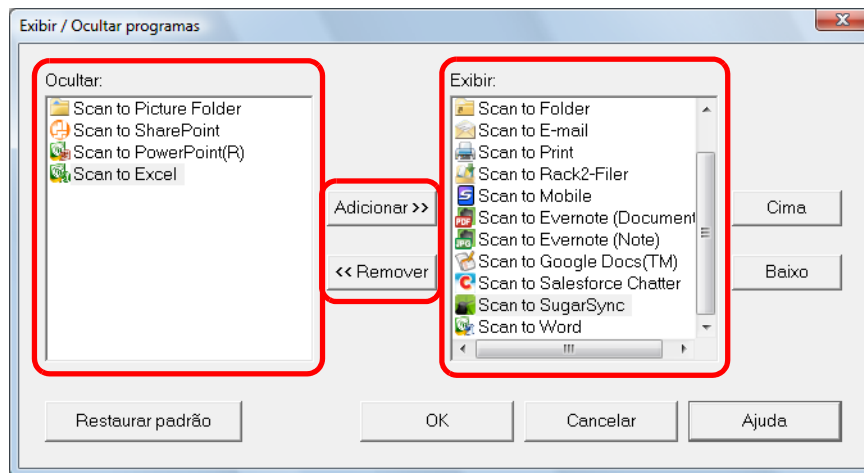 Exibir / Ocultar programas
Ocultar:
Scan to Picture Folder
Scan to SharePoint
Scan to PowerPoint(R)
Scan to Excel
Adicionar >>
<< Remover
Exibir:
Scan to Folder
Scan to E-mail
Scan to Print
Scan to Rack2-Filer
Scan to Mobile
Scan to Evernote (Document
Scan to Evernote (Note)
Scan to Google Docs(TM)
Scan to Salesforce Chatter
Scan to SugarSync
Scan to Word
Cima
Baixo
Restaurar padrão
OK
Cancelar
Ajuda